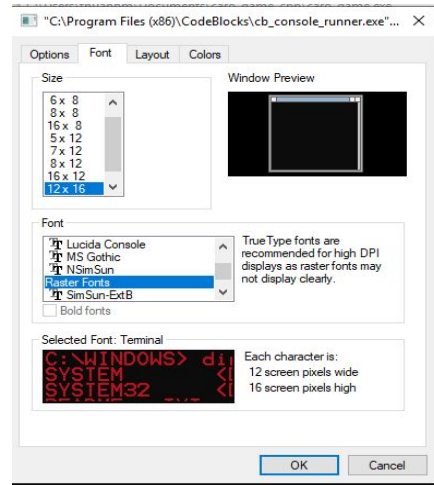 "C:\Program Files (x86)\CodeBlocks\cb_console_runner.exe"...
Options Font Layout Colors
Size
6 x 8
8 x 8
16 x 8
5 x 12
7 x 12
8 x 12
16 x 12
12 x 16
Window Preview
Font
Lucida Console
MS Gothic
NSimSun
Raster Fonts
SimSun-ExtB
Bold fonts
TrueType fonts are
recommended for high DPI
displays as raster fonts may
not display clearly.
Selected Font: Terminal
C:\WINDOWS> di
SYSTEM <
SYSTEM32 <
Each character is:
12 screen pixels wide
16 screen pixels high
OK Cancel